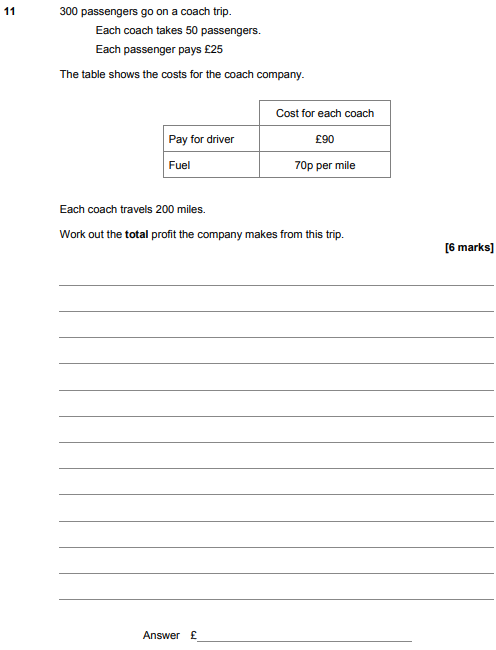 11 300 passengers go on a coach trip.
Each coach takes 50 passengers.
Each passenger pays £25
The table shows the costs for the coach company.
Cost for each coach
Pay for driver £90
Fuel 70p per mile
Each coach travels 200 miles.
Work out the total profit the company makes from this trip.
[6 marks]
Answer £